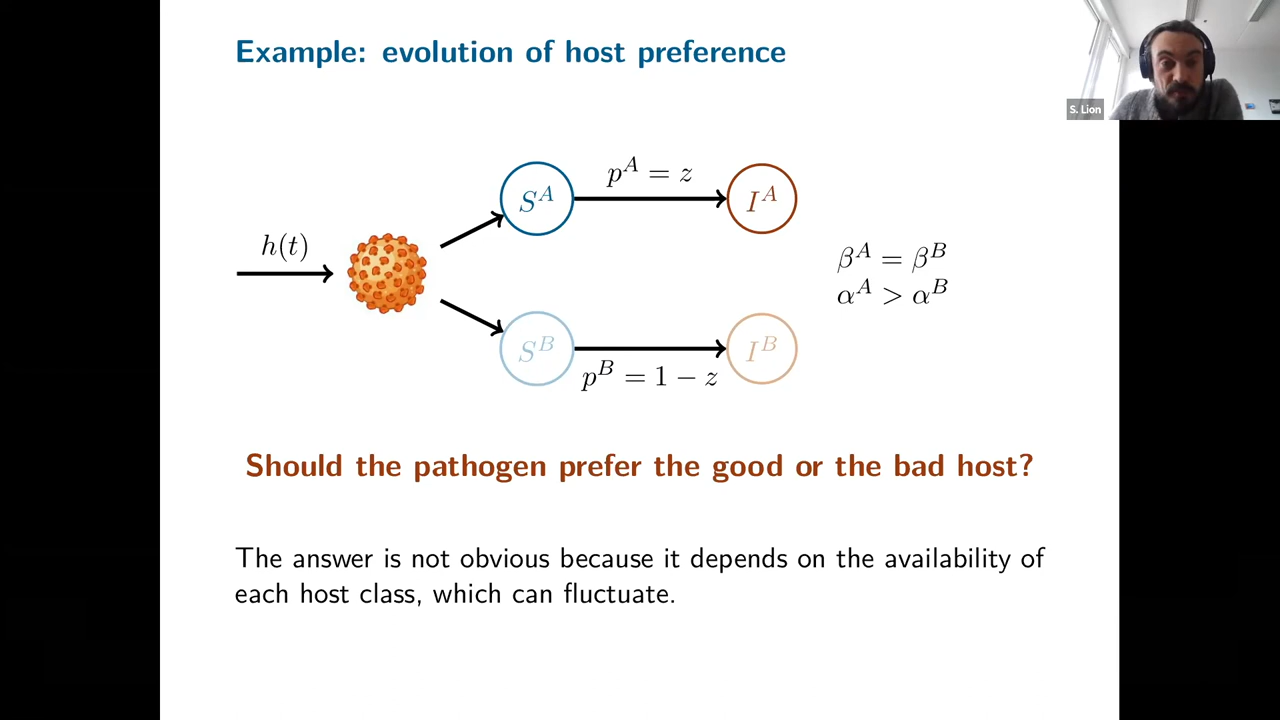 Example: evolution of host preference
S. Lion
h(t)
S^A
p^A = z
I^A
β^A = β^B
α^A > α^B
S^B
p^B = 1 − z
I^B
Should the pathogen prefer the good or the bad host?
The answer is not obvious because it depends on the availability of
each host class, which can fluctuate.